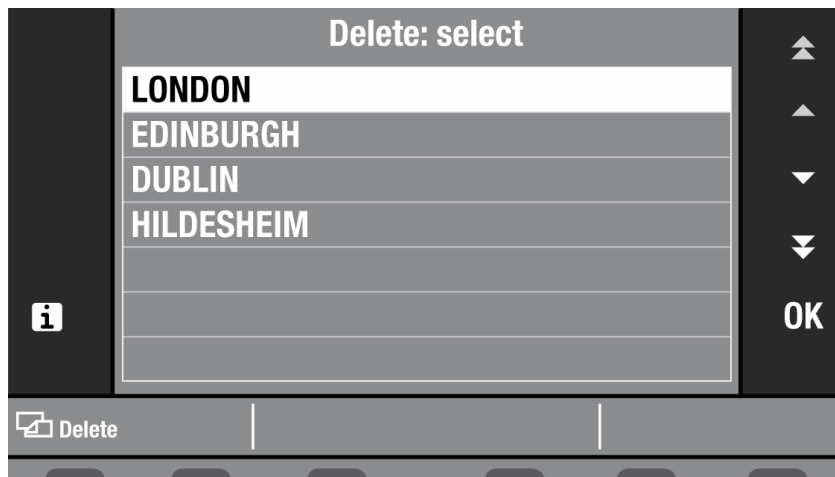 Delete: select
LONDON
EDINBURGH
DUBLIN
HILDESHEIM
i
OK
Delete